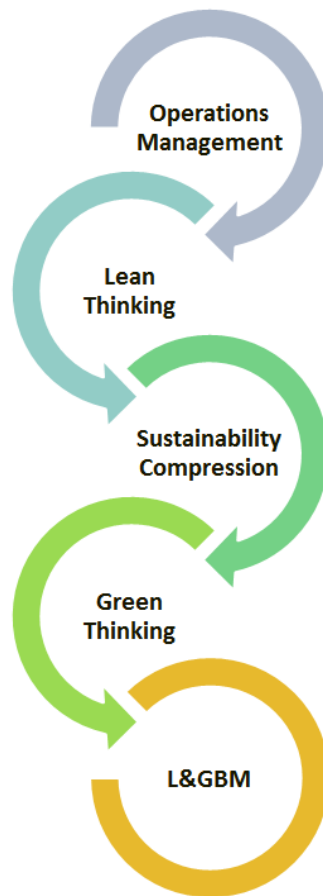 Operations
Management
Lean
Thinking
Sustainability
Compression
Green
Thinking
L&GBM